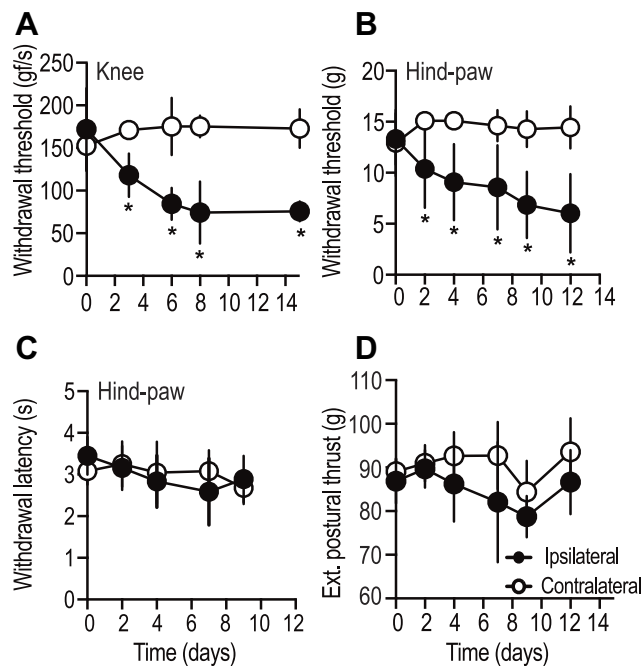 A
Knee
Withdrawal threshold (gf/s)
250
200
150
100
50
0
0 2 4 6 8 10 12 14
* * * *
B
Hind-paw
Withdrawal threshold (g)
20
15
10
5
0
0 2 4 6 8 10 12 14
* * * * *
C
Hind-paw
Withdrawal latency (s)
5
4
3
2
1
0
0 2 4 6 8 10 12
Time (days)
D
Ext. postural thrust (g)
110
100
90
80
70
60
0 2 4 6 8 10 12 14
Time (days)
Ipsilateral
Contralateral